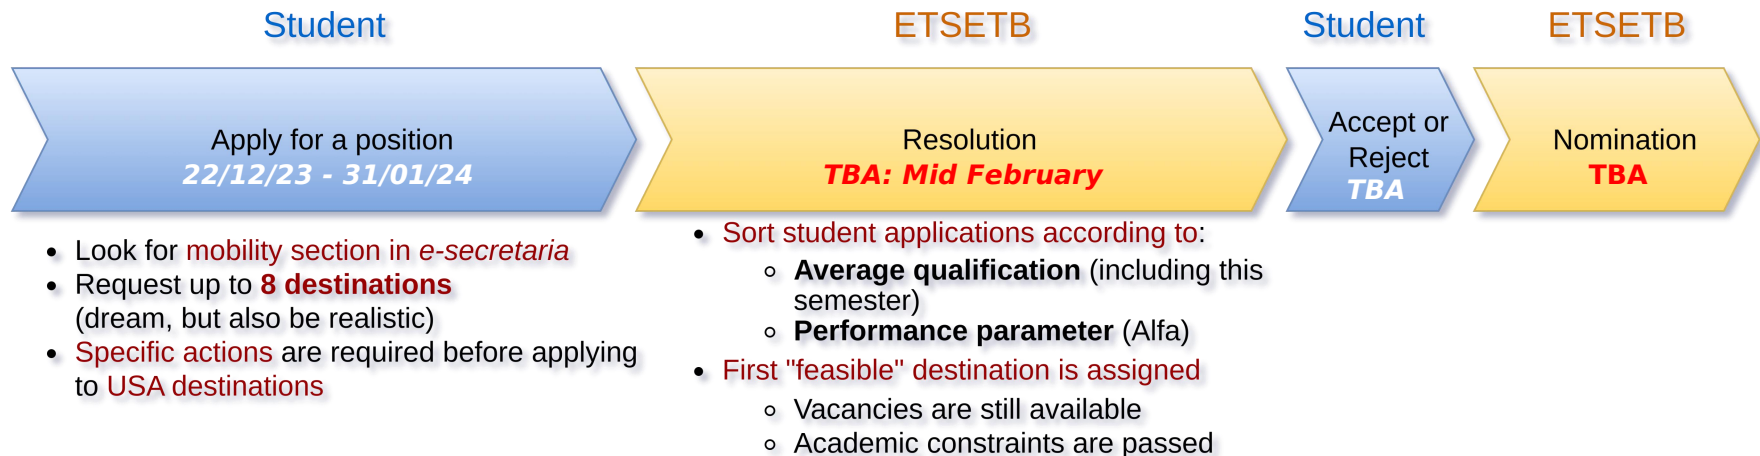 Student
ETSETB
Student
ETSETB
Apply for a position
22/12/23 - 31/01/24
Resolution
TBA: Mid February
Accept or
Reject
TBA
Nomination
TBA
• Look for mobility section in e-secretaria
• Request up to 8 destinations
(dream, but also be realistic)
• Specific actions are required before applying
to USA destinations
• Sort student applications according to:
○ Average qualification (including this
semester)
○ Performance parameter (Alfa)
• First "feasible" destination is assigned
○ Vacancies are still available
○ Academic constraints are passed